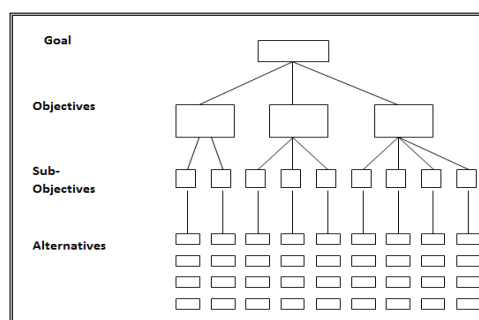 Goal
Objectives
Sub-
Objectives
Alternatives